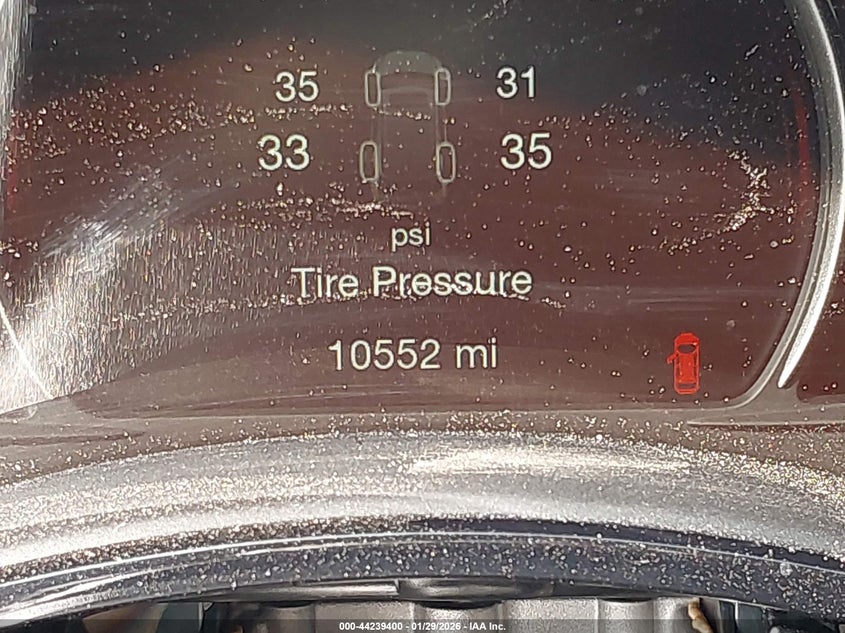 35 31
33 35
psi
Tire Pressure
10552 mi
000-44239400 - 01/29/2026 - IAA Inc.